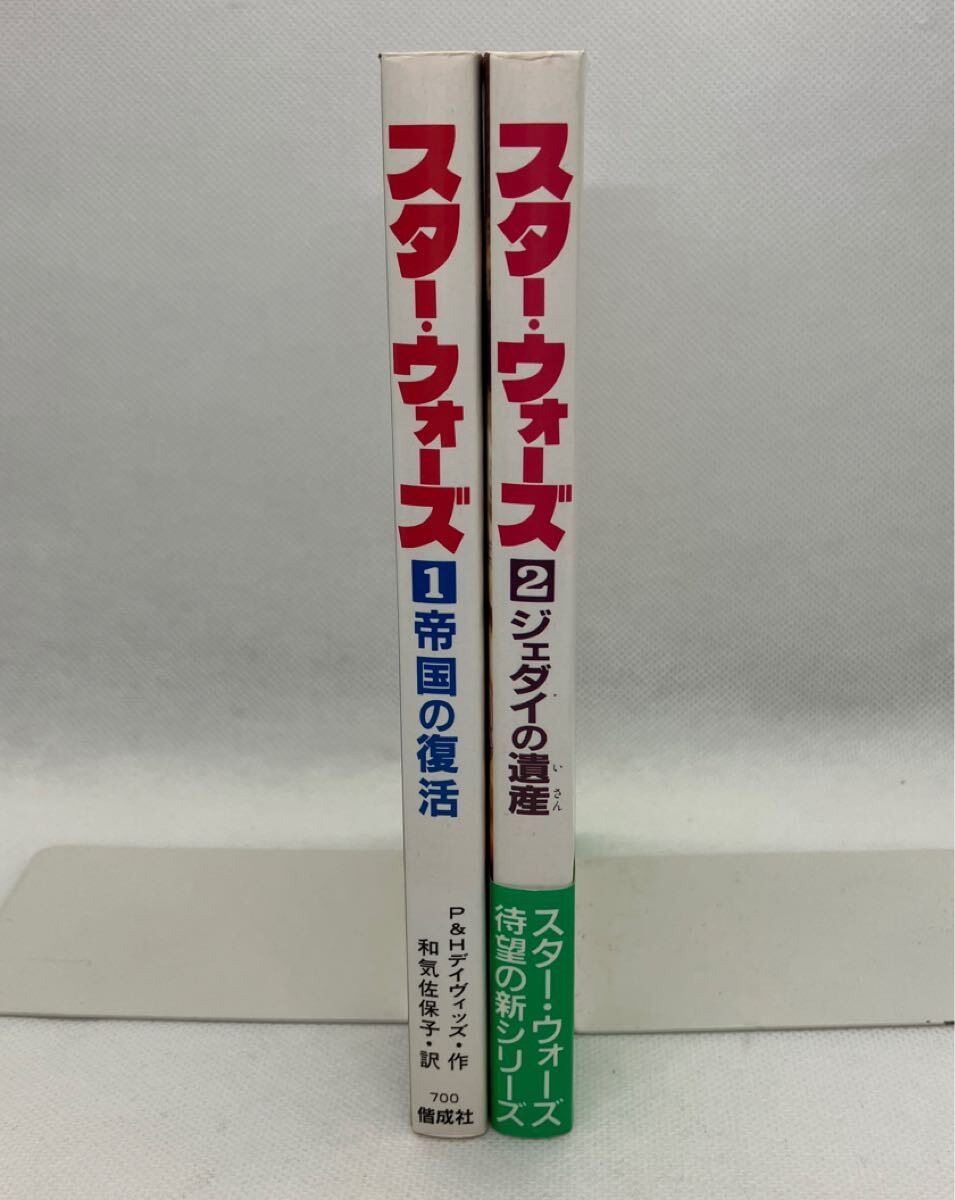 スター・ウォーズ
1
帝国の復活
P&Hデイヴィッズ・作
和気佐保子・訳
700
偕成社
スター・ウォーズ
2
ジェダイの遺産
いさん
スター・ウォーズ
待望の新シリーズ